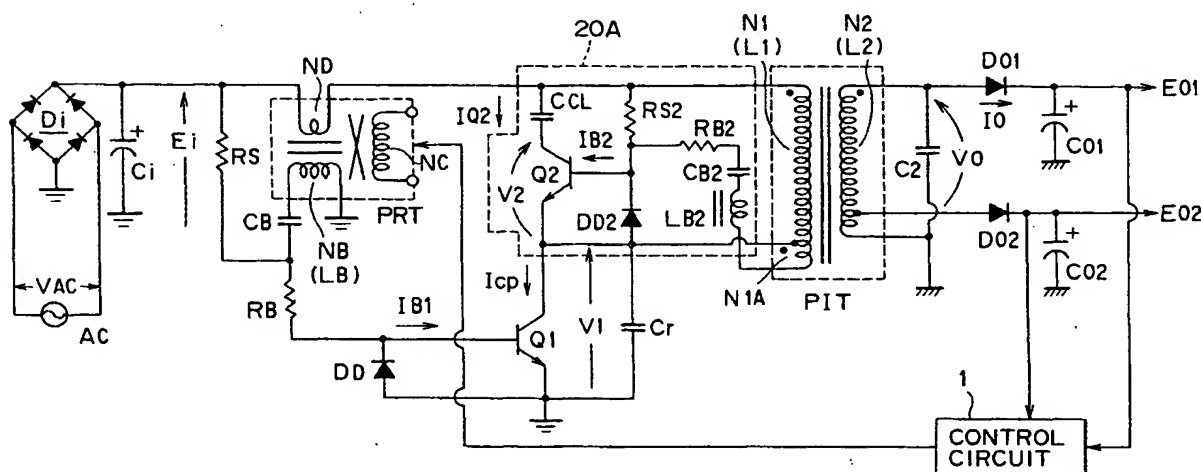 20A
N1
(L1)
N2
(L2)
ND
D01
E01
CCL
IQ2
RS2
RB2
I0
Di
+
Ci
Ei
RS
NC
IB2
CB2
C2
V0
+
C01
Q2
V2
LB2
DD2
PRT
CB
NB
(LB)
E02
D02
+
C02
VAC
AC
Icp
N1A
PIT
RB
IB1
Q1
V1
Cr
DD
1
CONTROL
CIRCUIT